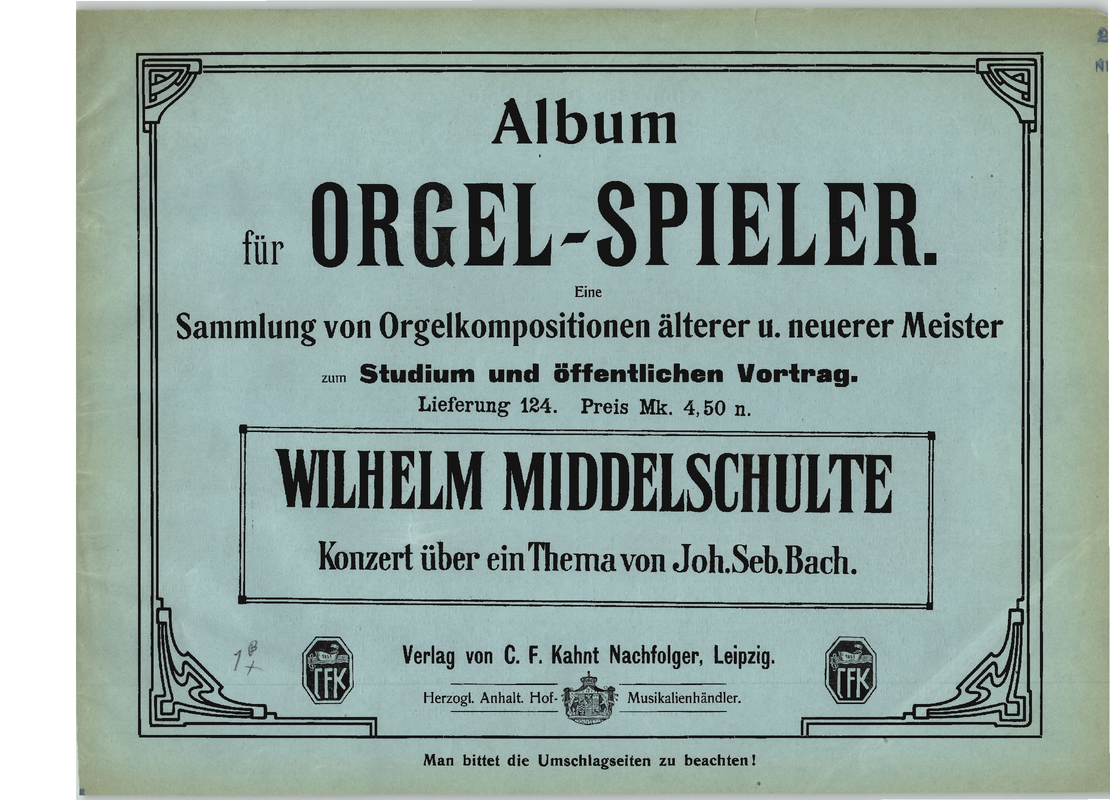 Album
für ORGEL-SPIELER.
Eine
Sammlung von Orgelkompositionen älterer u. neuerer Meister
zum Studium und öffentlichen Vortrag.
Lieferung 124. Preis Mk. 4,50 n.
WILHELM MIDDELSCHULTE
Konzert über ein Thema von Joh. Seb. Bach.
Verlag von C. F. Kahnt Nachfolger, Leipzig.
CFK
CFK
Herzogl. Anhalt. Hof- Musikalienhändler.
Man bittet die Umschlagseiten zu beachten!